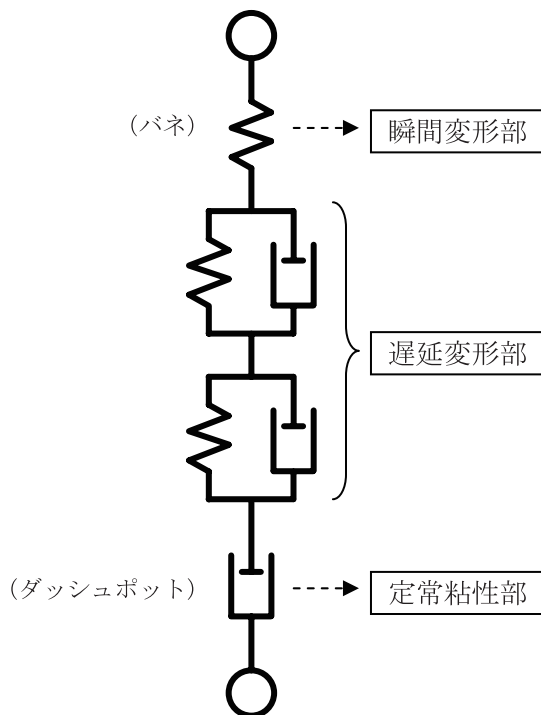 （バネ）
瞬間変形部
遅延変形部
（ダッシュポット）
定常粘性部